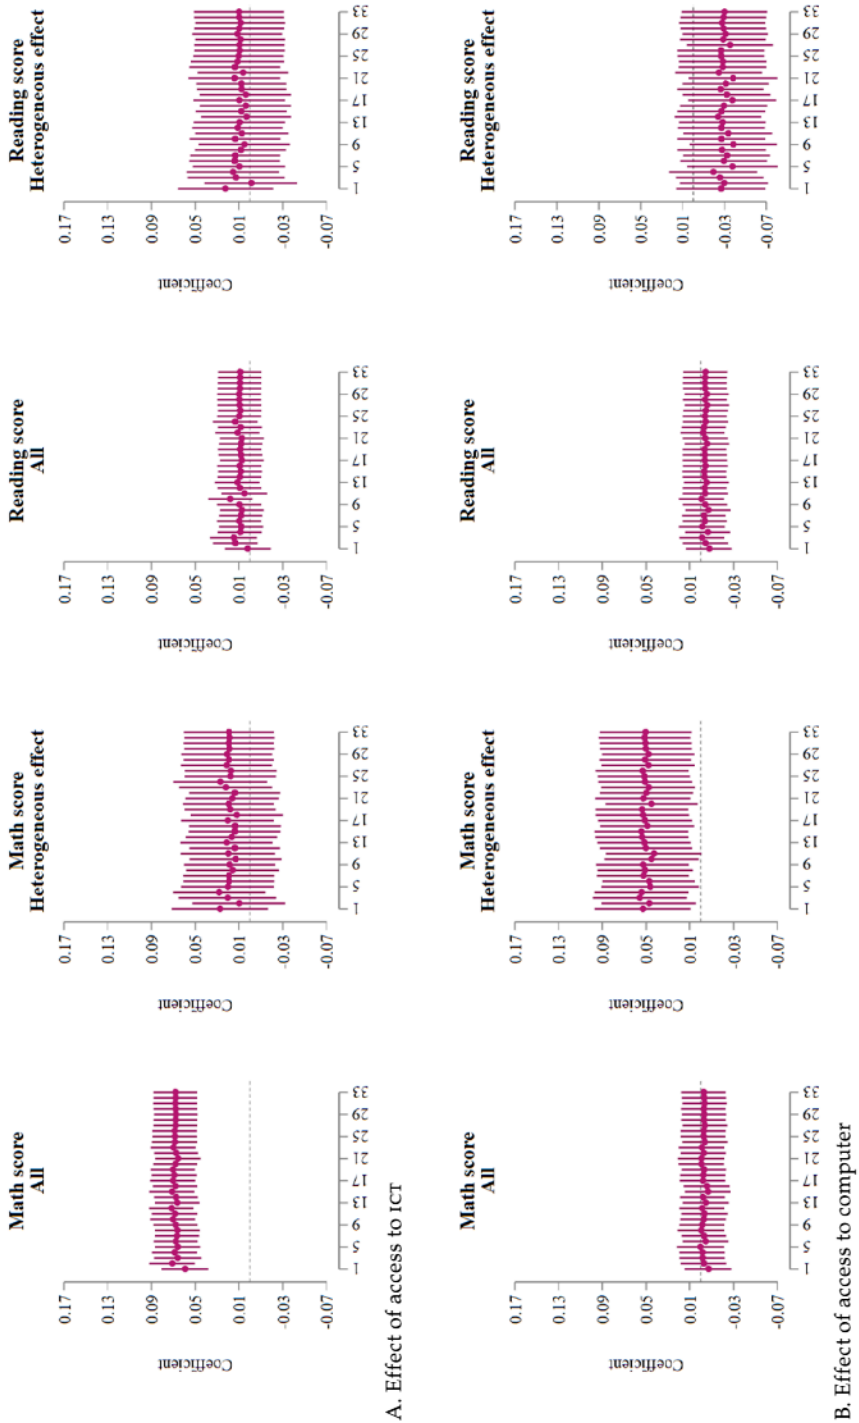 Math score
All
Coefficient
0.17
0.13
0.09
0.05
0.01
-0.03
-0.07
1 5 9 13 17 21 25 29 33
Math score
Heterogeneous effect
Coefficient
0.17
0.13
0.09
0.05
0.01
-0.03
-0.07
1 5 9 13 17 21 25 29 33
Reading score
All
Coefficient
0.17
0.13
0.09
0.05
0.01
-0.03
-0.07
1 5 9 13 17 21 25 29 33
Reading score
Heterogeneous effect
Coefficient
0.17
0.13
0.09
0.05
0.01
-0.03
-0.07
1 5 9 13 17 21 25 29 33
A. Effect of access to ICT
Math score
All
Coefficient
0.17
0.13
0.09
0.05
0.01
-0.03
-0.07
1 5 9 13 17 21 25 29 33
Math score
Heterogeneous effect
Coefficient
0.17
0.13
0.09
0.05
0.01
-0.03
-0.07
1 5 9 13 17 21 25 29 33
Reading score
All
Coefficient
0.17
0.13
0.09
0.05
0.01
-0.03
-0.07
1 5 9 13 17 21 25 29 33
Reading score
Heterogeneous effect
Coefficient
0.17
0.13
0.09
0.05
0.01
-0.03
-0.07
1 5 9 13 17 21 25 29 33
B. Effect of access to computer